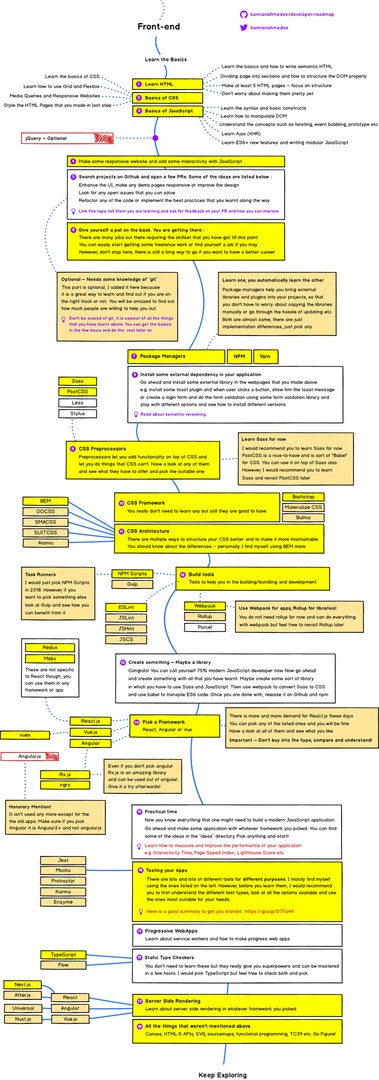 Front-end
kamranahmedse/developer-roadmap
kamranahmedse
Learn the Basics
Learn the basics of CSS
Learn how to use Grid and Flexbox
Media Queries and Responsive Websites
Style the HTML Pages that you made in last step
Learn HTML
Basics of CSS
Basics of JavaScript
Learn the basics and how to write semantic HTML
Dividing page into sections and how to structure the DOM properly
Make at least 5 HTML pages - focus on structure
Don't worry about making them pretty yet
Learn the syntax and basic constructs
Learn how to manipulate DOM
Understand the concepts such as hoisting, event bubbling, prototype etc
Learn Ajax (XHR)
Learn ES6+ new features and writing modular JavaScript
jQuery - Optional
Make some responsive website and add some interactivity with JavaScript
Search projects on Github and open a few PRs. Some of the ideas are listed below :
Enhance the UI, make any demo pages responsive or improve the design
Look for any open issues that you can solve
Refactor any of the code or implement the best practices that you learnt along the way
Link this repo, tell them you are learning and ask for feedback on your PR and how you can improve
Give yourself a pat on the back. You are getting there :
There are many jobs out there requiring the skillset that you have got till this point
You can easily start getting some freelance work or find yourself a job if you may
However, don't stop here, there is still a long way to go if you want to have a better career
Optional - Needs some knowledge of "git"
This part is optional, I added it here because
it is a great way to learn and find out if you are on
the right track or not. You will be amazed to find out
how much people are willing to help you out.
Don't be scared of git, it is easiest of all the things
that you have learnt above. You can get the basics
in the few hours and do the rest later on
Learn one, you automatically learn the other
Package managers help you bring external
libraries and plugins into your projects, so that
you don't have to worry about copying the libraries
manually or go through the hassle of updating etc
Both are almost same, there are just
implementation differences, just pick any
Package Managers
NPM
Yarn
Install some external dependency in your application
Go ahead and install some external library in the webpages that you made above
e.g. install some toast plugin and when user clicks a button, show him the toast message
or create a login form and do the form validation using some form validation library and
play with different options and see how to install different versions
Read about semantic versioning
Sass
PostCSS
Less
Stylus
CSS Preprocessors
Preprocessors let you add functionality on top of CSS and
let you do things that CSS can't. Have a look at any of them
and see what they have to offer and pick the suitable one
Learn Sass for now
I would recommend you to learn Sass for now
PostCSS is a nice-to-have and is sort of "Babel"
for CSS. You can use it on top of Sass also.
However, I would recommend you to learn
Sass and revisit PostCSS later
CSS Framework
You really don't need to learn any but still they are good to have
Bootstrap
Materialize CSS
Bulma
BEM
OOCSS
SMACSS
SUITCSS
Atomic
CSS Architecture
There are multiple ways to structure your CSS better and to make it more maintainable
You should know about the differences - personally I find myself using BEM more
Task Runners
I would just pick NPM Scripts
in 2018. However, if you
want to pick something else
look at Gulp and see how you
can benefit from it
NPM Scripts
Gulp
Build tools
Tools to help you in the building/bundling and development
ESLint
JSLint
JSHint
JSCS
Webpack
Rollup
Parcel
Use Webpack for apps, Rollup for libraries!
You do not need rollup for now and can do everything
with webpack but feel free to revisit Rollup later
Redux
Mobx
These are not specific
to React though, you
can use them in any
framework or app
Create something - Maybe a library
Congrats! You can call yourself 75% modern JavaScript developer now Now go ahead
and create something with all that you have learnt. Maybe create some sort of library
in which you have to use Sass and JavaScript. Then use webpack to convert Sass to CSS
and use babel to transpile ES6 code. Once you are done with, release it on Github and npm
React.js
Vue.js
Angular
vuex
Pick a Framework
React, Angular or Vue
There is more and more demand for React.js these days
You can pick any of the listed ones and you will be fine
Have a look at all of them and see what you like
Important - Don't buy into the type, compare and understand!
Angularjs
Rx.js
ngrx
Even if you don't pick angular
Rx.js is an amazing library
and can be used out of angular
Give it a try afterwards!
Honorary Mention!
It isn't used any more except for the
the old apps. Make sure if you pick
Angular it is Angular2+ and not angularjs
Practical time
Now you know everything that one might need to build a modern JavaScript application.
Go ahead and make some application with whatever framework you picked. You can find
some of the ideas in the 'ideas' directory. Pick anything and start!
Learn how to measure and improve the performance of your application
e.g. Interactivity Time, Page Speed Index, Lighthouse Score etc.
Jest
Mocha
Protractor
Karma
Enzyme
Testing your Apps
There are lots and lots of different tools for different purposes. I mostly find myself
using the ones listed on the left. However, before you learn them, I would recommend
you to first understand the different test types, look at all the options available and use
the ones most suitable for your needs.
Progressive WebApps
Learn about service workers and how to make progress web apps
TypeScript
Flow
Static Type Checkers
You don't need to learn these but they really give you superpowers and can be mastered
in a few hours. I would pick TypeScript but feel free to check both and pick.
Next.js
Afterjs
Universal
Nuxt.js
React
Angular
Vue.js
Server Side Rendering
Learn about server side rendering in whatever framework you picked
All the things that weren't mentioned above
Canvas, HTML-5 APIs, SVG, sourcemaps, functional programming, TC39 etc. Go Figure!
Keep Exploring